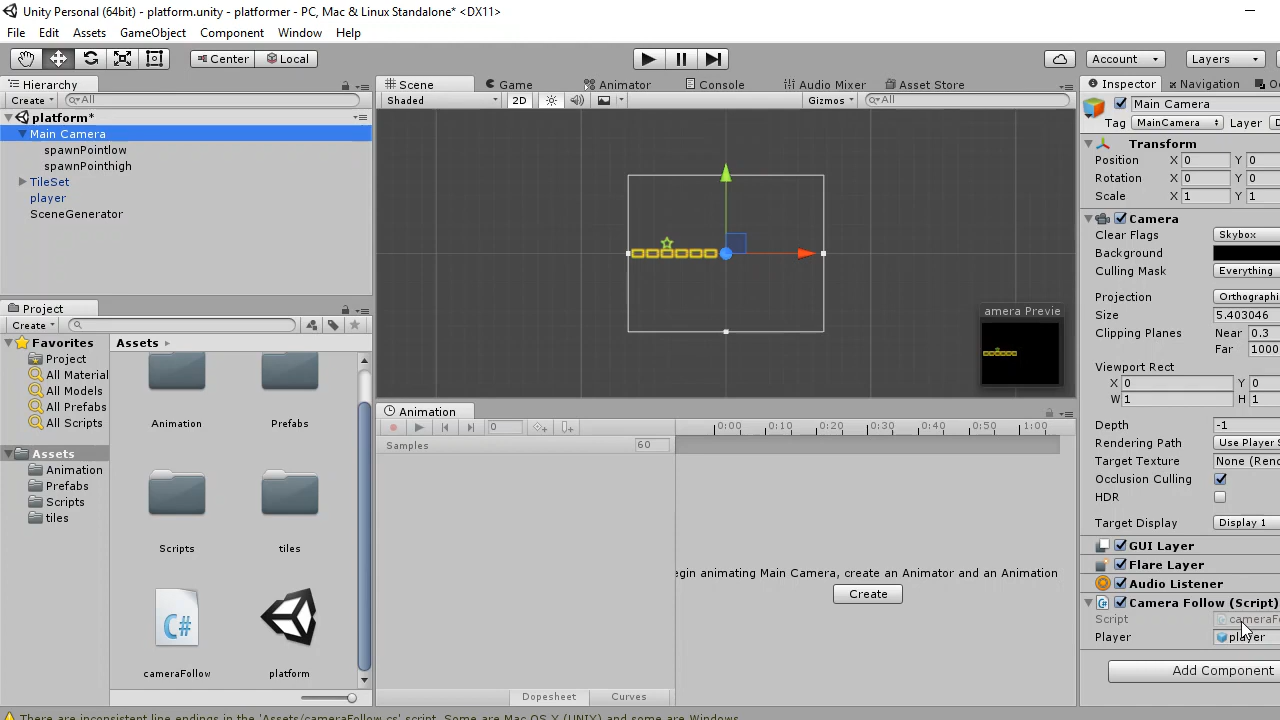 Unity Personal (64bit) - platform.unity - platformer - PC, Mac & Linux Standalone* <DX11>
File Edit Assets GameObject Component Window Help
Center Local Account Layers
Hierarchy
Create All
platform*
Main Camera
spawnPointlow
spawnPointhigh
TileSet
player
SceneGenerator
Scene Game Animator Console Audio Mixer Asset Store
Shaded 2D Gizmos All
amera Previe
Project
Create
Favorites
Project
All Material
All Models
All Prefabs
All Scripts
Assets
Animation
Prefabs
Scripts
tiles
Assets
Animation Prefabs
Scripts tiles
C#
cameraFollow platform
Animation
0 0:00 0:10 0:20 0:30 0:40 0:50 1:00
Samples 60
egin animating Main Camera, create an Animator and an Animation
Create
Dopesheet Curves
Inspector Navigation
Main Camera
Tag MainCamera Layer
Transform
Position X 0 Y 0
Rotation X 0 Y 0
Scale X 1 Y 1
Camera
Clear Flags Skybox
Background
Culling Mask Everything
Projection Orthographi
Size 5.403046
Clipping Planes Near 0.3
Far 1000
Viewport Rect
X 0 Y 0
W 1 H 1
Depth -1
Rendering Path Use Player S
Target Texture None (Rend
Occlusion Culling
HDR
Target Display Display 1
GUI Layer
Flare Layer
Audio Listener
Camera Follow (Script)
Script cameraFo
Player player
Add Component
There are inconsistent line endings in the 'Assets/cameraFollow.cs' script. Some are Mac OS X (UNIX) and some are Windows.